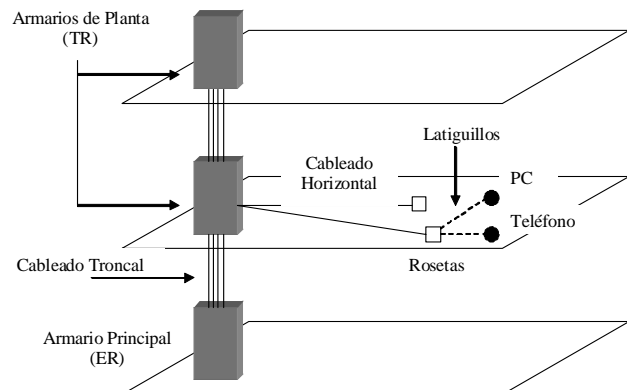 Armarios de Planta
(TR)
Latiguillos
Cableado
Horizontal
PC
Teléfono
Rosetas
Cableado Troncal
Armario Principal
(ER)